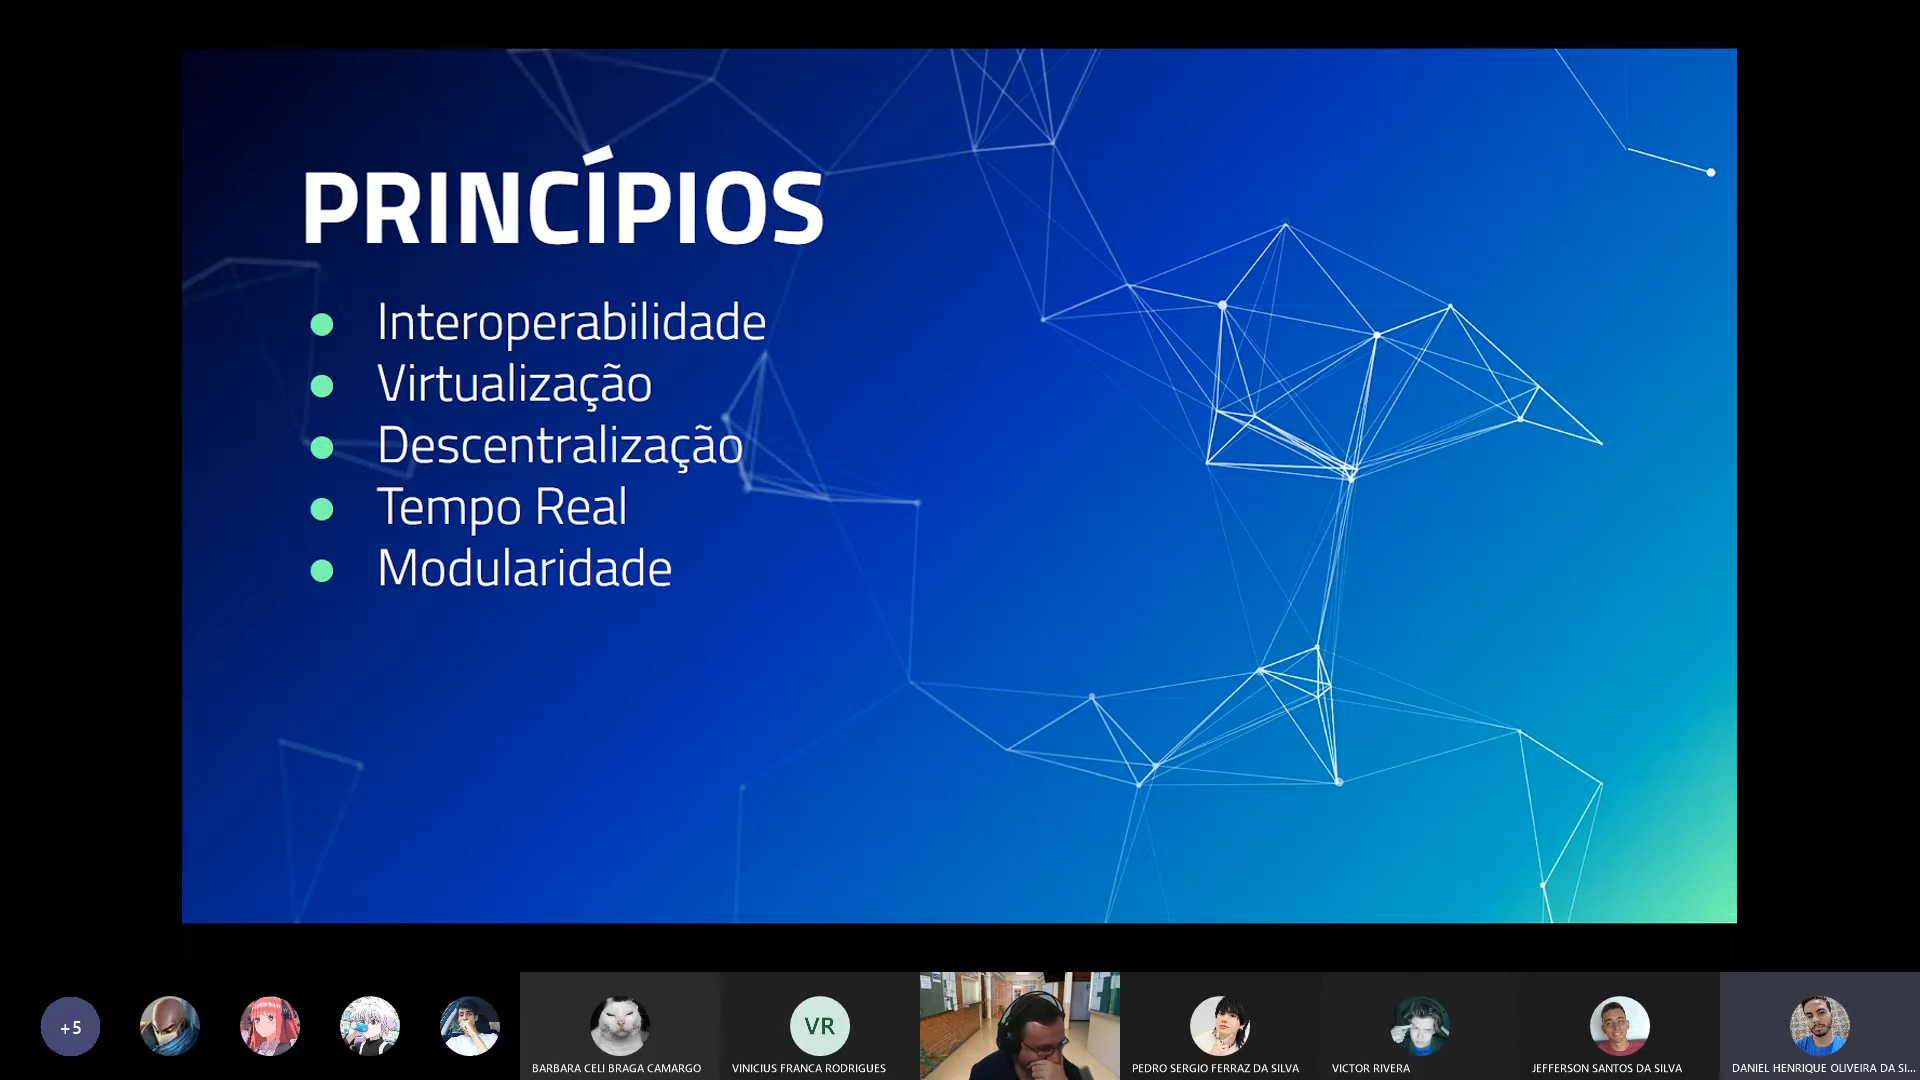 PRINCÍPIOS
Interoperabilidade
Virtualização
Descentralização
Tempo Real
Modularidade
+5
VR
BARBARA CELI BRAGA CAMARGO
VINICIUS FRANCA RODRIGUES
PEDRO SERGIO FERRAZ DA SILVA
VICTOR RIVERA
JEFFERSON SANTOS DA SILVA
DANIEL HENRIQUE OLIVEIRA DA SI...